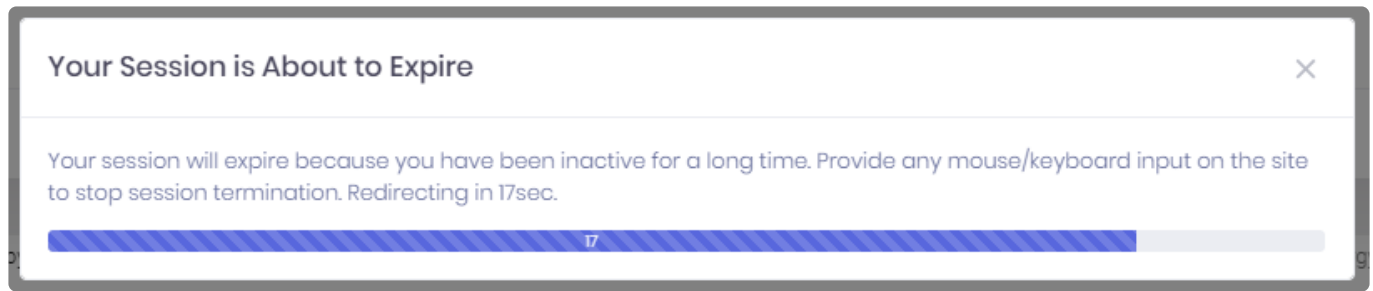 Your Session is About to Expire
Your session will expire because you have been inactive for a long time. Provide any mouse/keyboard input on the site
to stop session termination. Redirecting in 17sec.
17